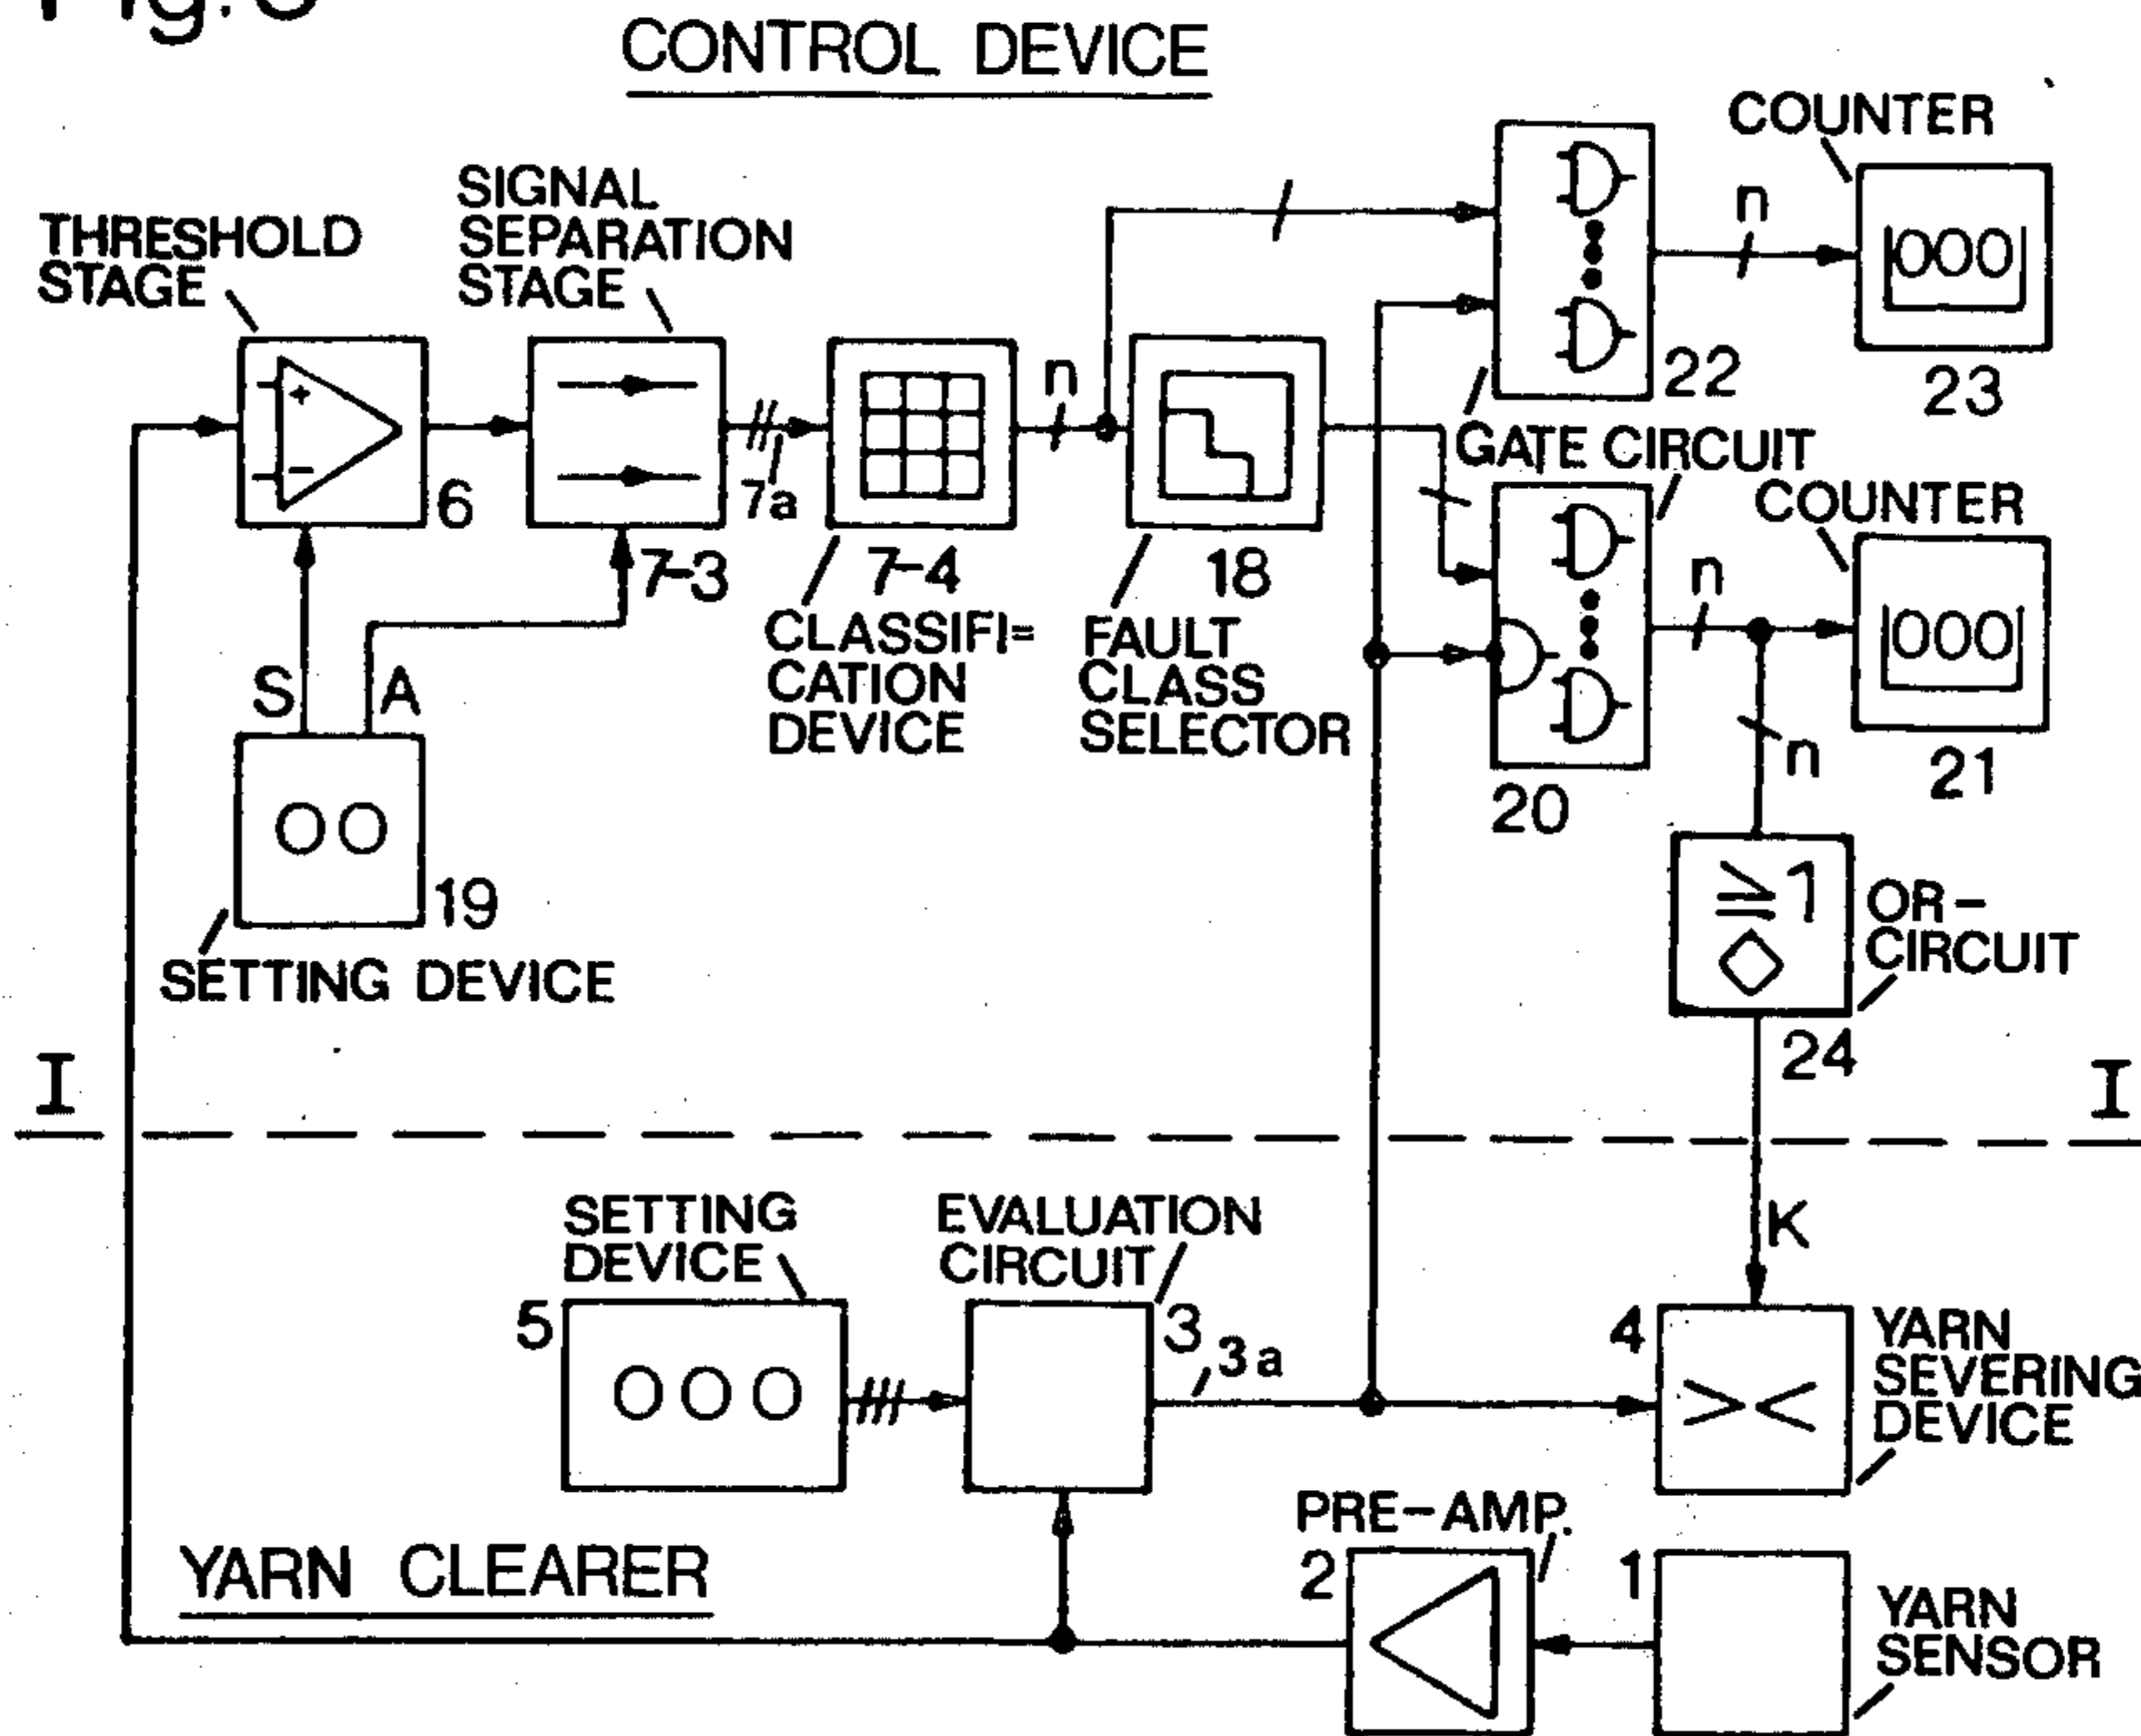 CONTROL DEVICE
COUNTER
SIGNAL
SEPARATION
STAGE
THRESHOLD
STAGE
n
000
22
23
n
+
−
6
7a
7-3
7-4
18
GATE CIRCUIT
COUNTER
n
000
21
n
20
CLASSIFI=
CATION
DEVICE
FAULT
CLASS
SELECTOR
S
A
19
SETTING DEVICE
≧1
OR-
CIRCUIT
24
I
I
K
SETTING
DEVICE
EVALUATION
CIRCUIT
5
3
3a
4
YARN
SEVERING
DEVICE
PRE-AMP.
2
1
YARN
SENSOR
YARN CLEARER